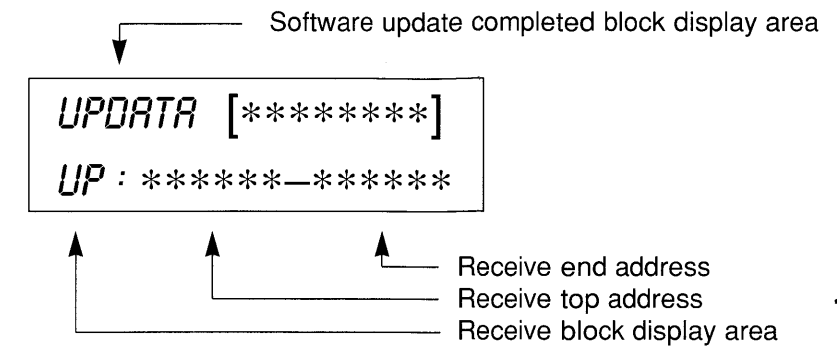 Software update completed block display area
UPDATA [********]
UP : ******–******
Receive end address
Receive top address
Receive block display area